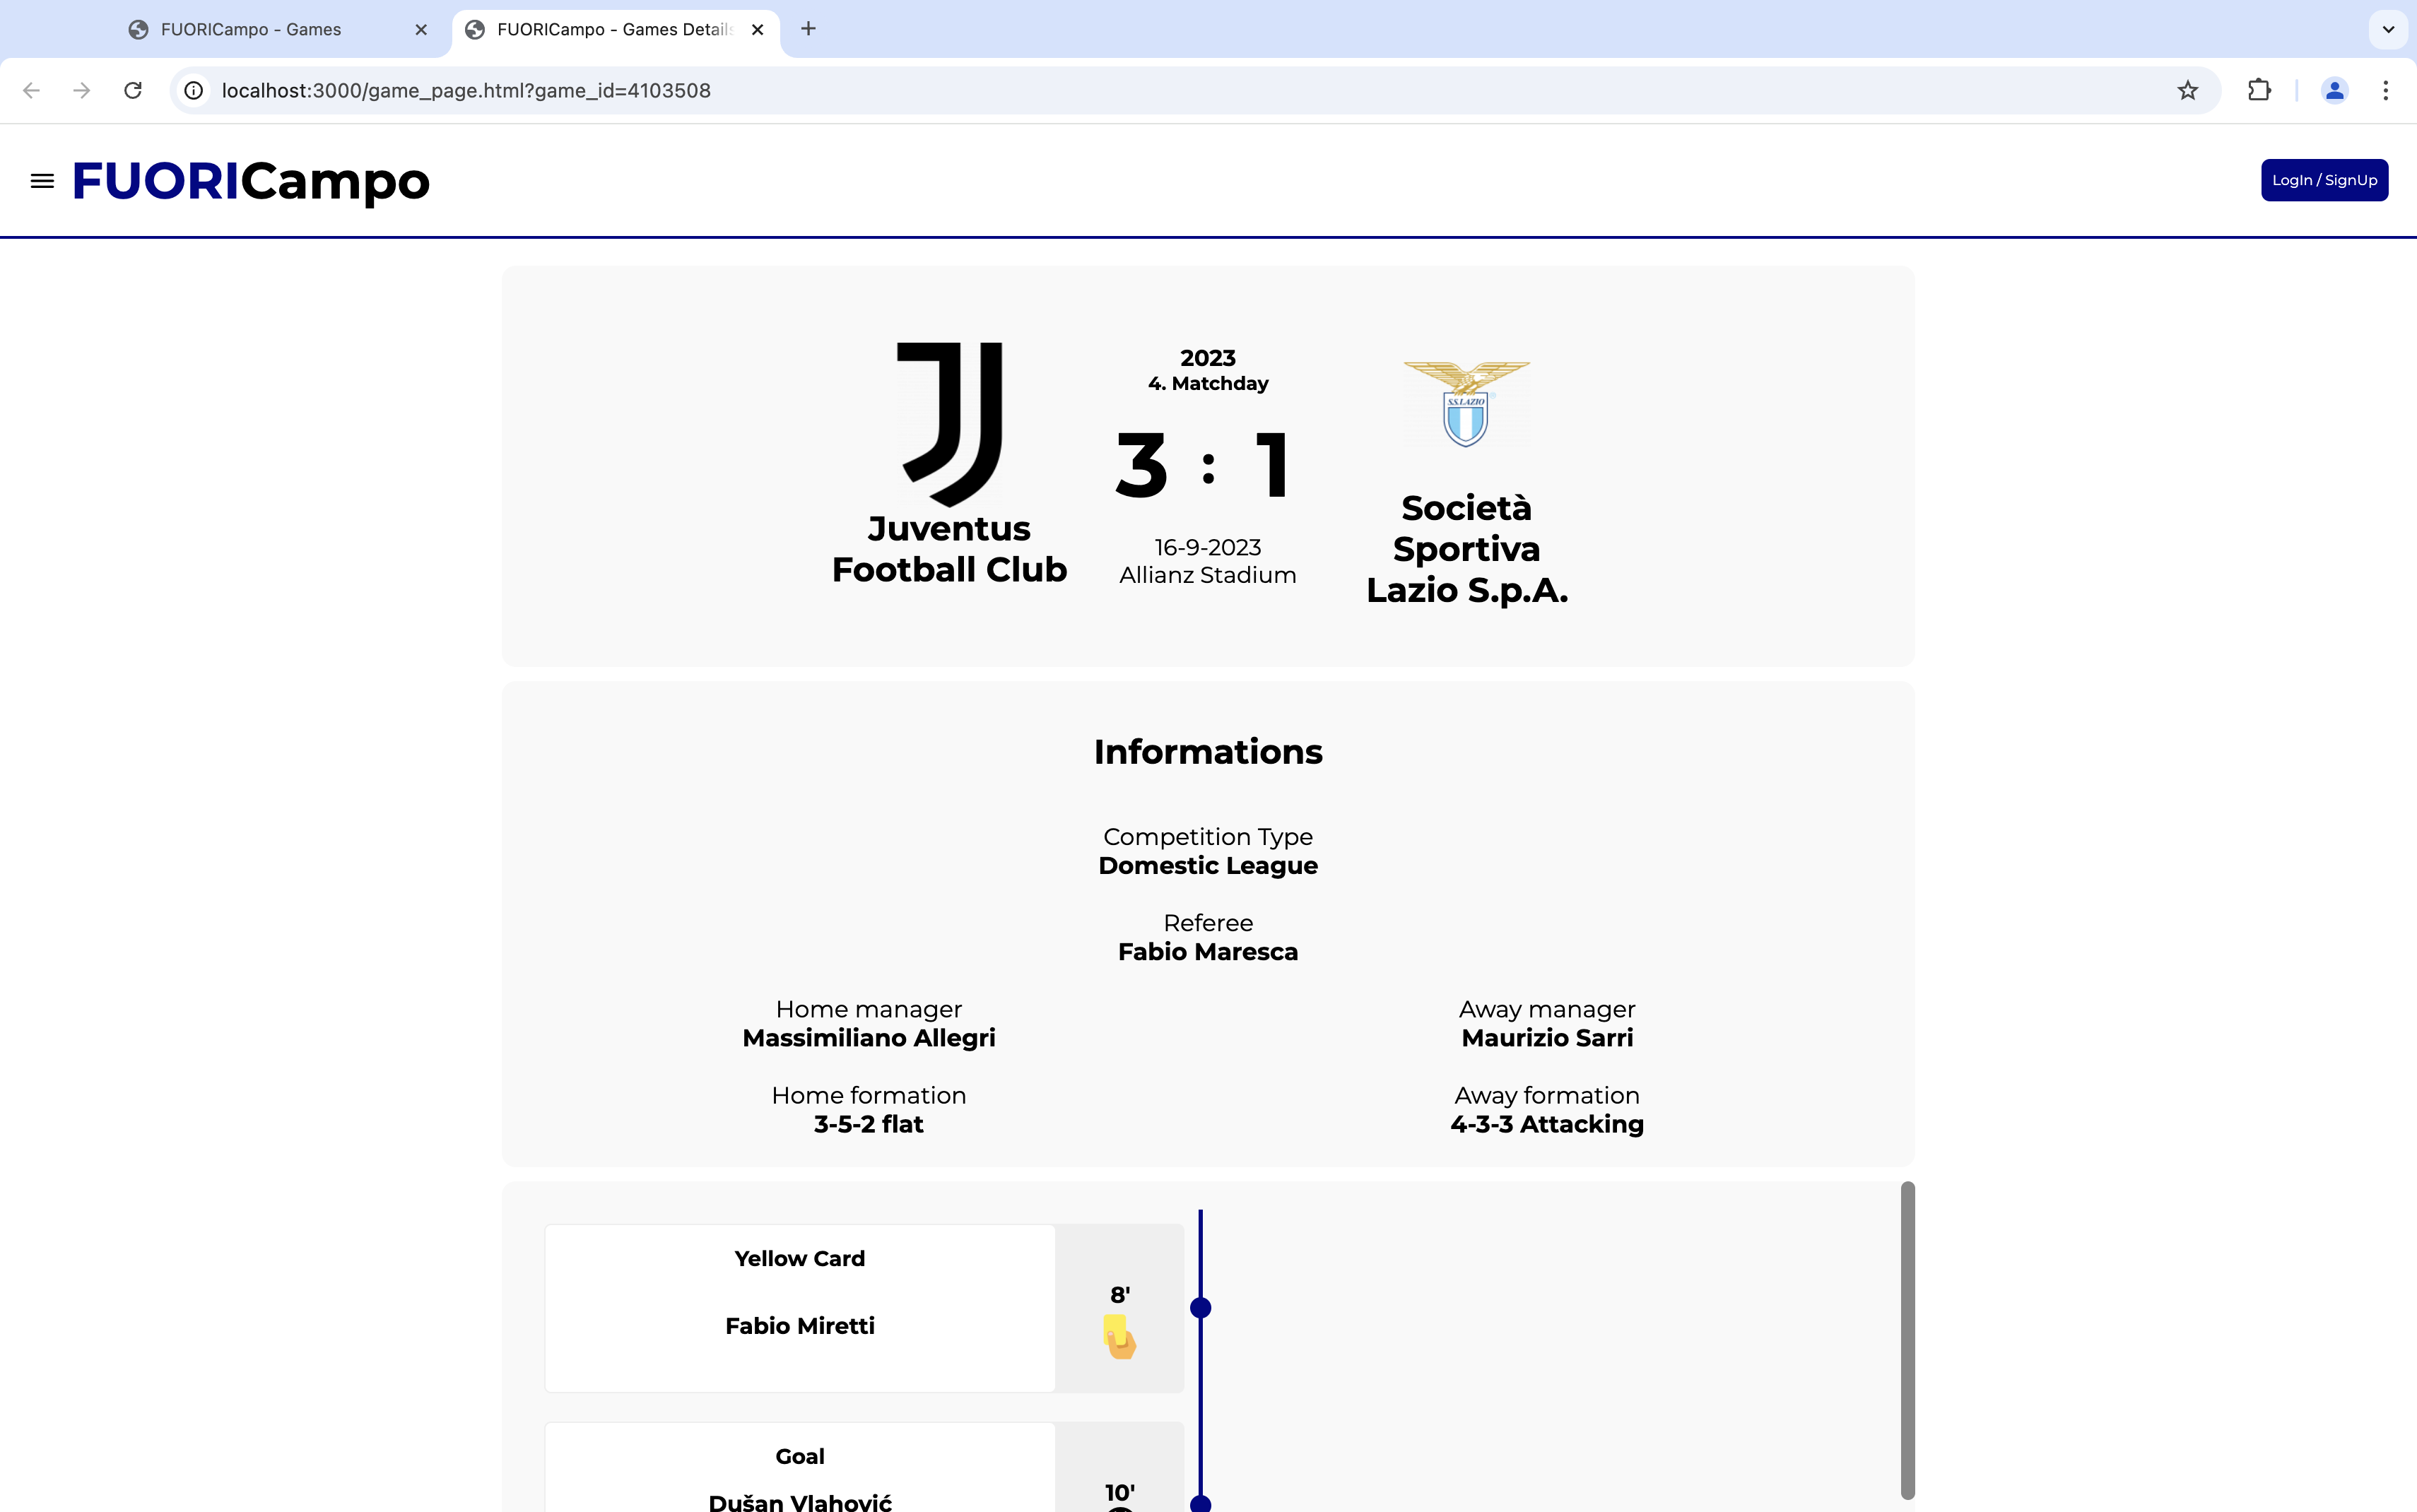 FUORICampo - Games
FUORICampo - Games Details
localhost:3000/game_page.html?game_id=4103508
FUORICampo
LogIn / SignUp
2023
4. Matchday
3 : 1
16-9-2023
Allianz Stadium
Juventus
Football Club
S.S.LAZIO
Società
Sportiva
Lazio S.p.A.
Informations
Competition Type
Domestic League
Referee
Fabio Maresca
Home manager
Massimiliano Allegri
Away manager
Maurizio Sarri
Home formation
3-5-2 flat
Away formation
4-3-3 Attacking
Yellow Card
Fabio Miretti
8'
Goal
Dušan Vlahović
10'